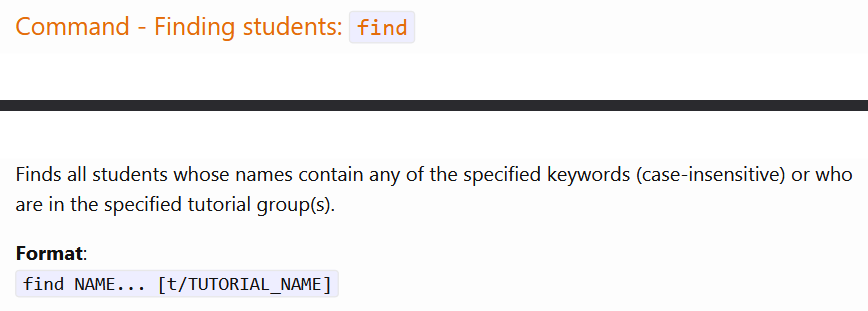 Command - Finding students: find
Finds all students whose names contain any of the specified keywords (case-insensitive) or who
are in the specified tutorial group(s).
Format:
find NAME... [t/TUTORIAL_NAME]